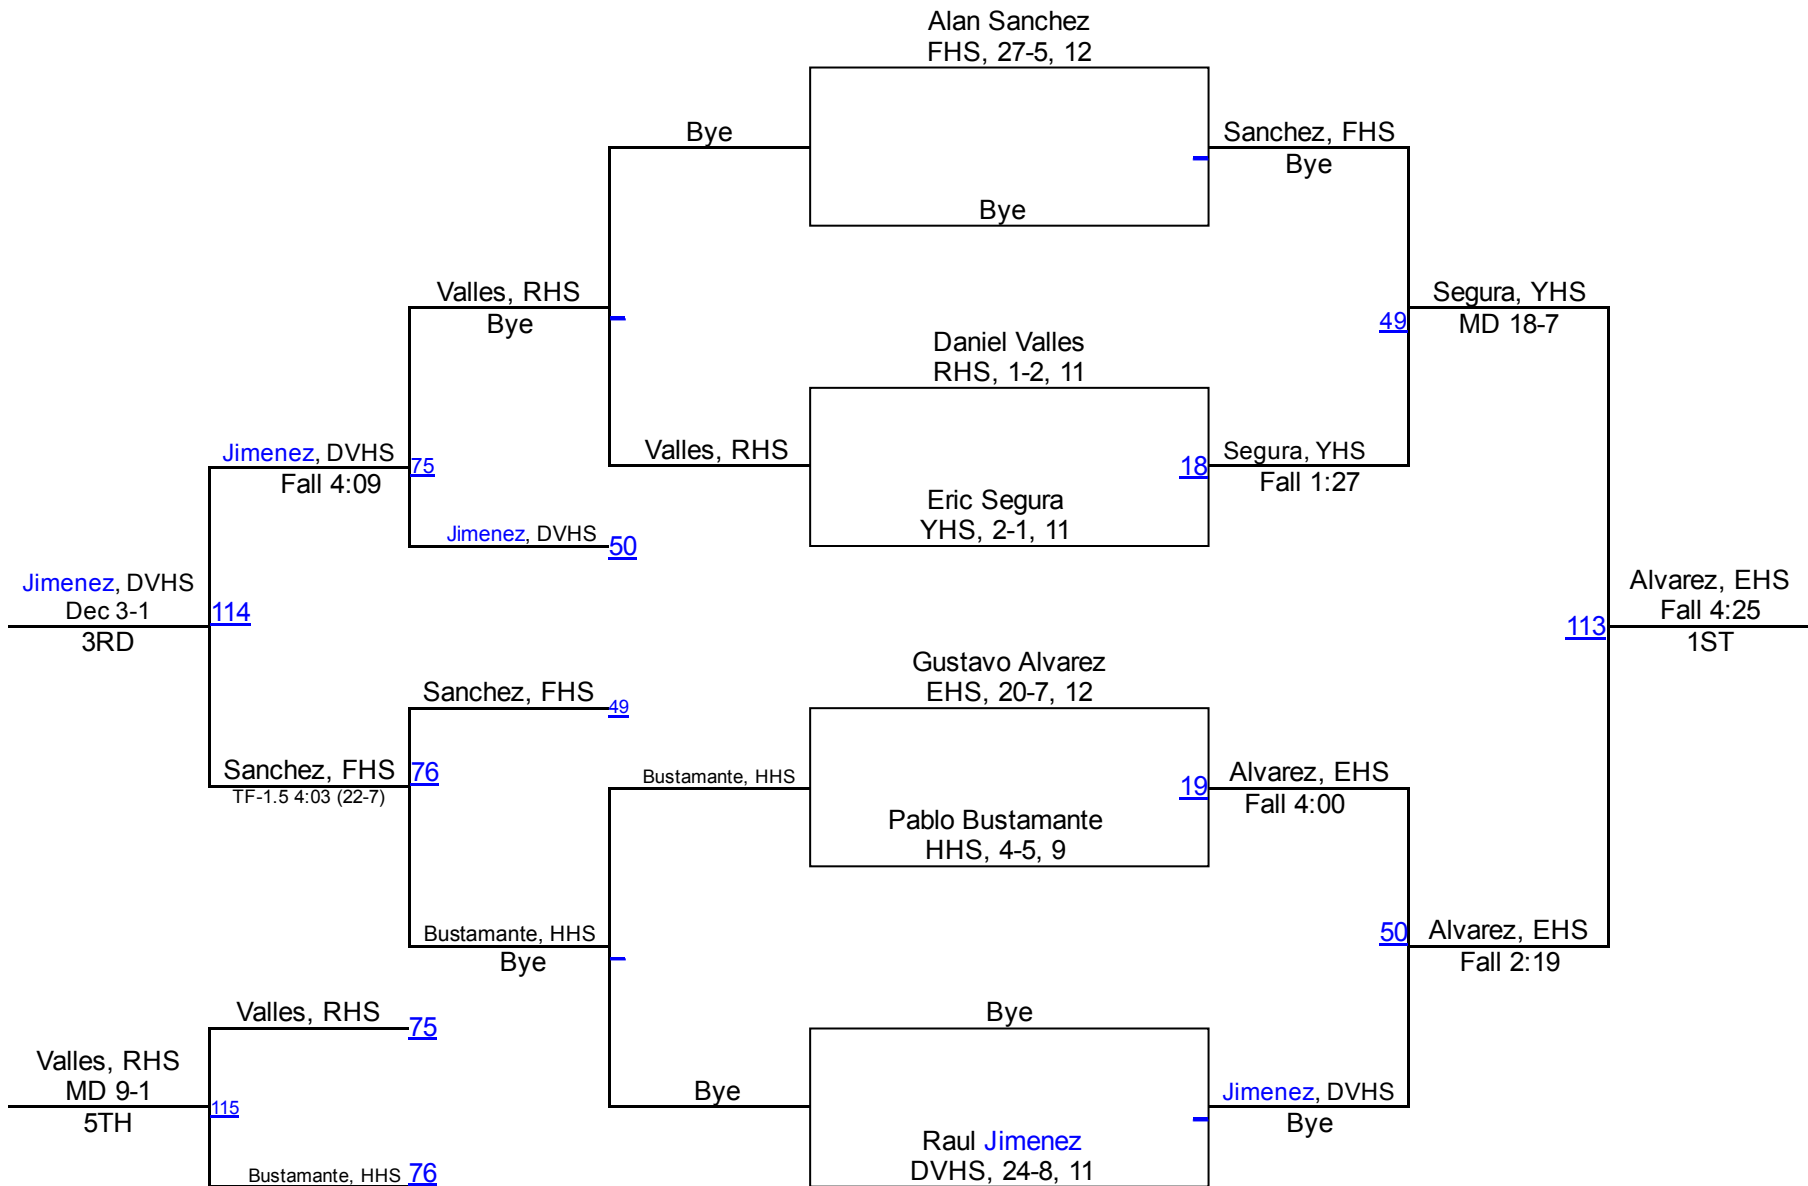 Alan Sanchez
FHS, 27-5, 12
Bye
Sanchez, FHS
Bye
Bye
Valles, RHS
Bye
Segura, YHS
MD 18-7
49
Daniel Valles
RHS, 1-2, 11
Jimenez, DVHS
Fall 4:09
75
Valles, RHS
18
Segura, YHS
Fall 1:27
Eric Segura
YHS, 2-1, 11
Jimenez, DVHS
50
Jimenez, DVHS
Dec 3-1
3RD
114
113
Alvarez, EHS
Fall 4:25
1ST
Gustavo Alvarez
EHS, 20-7, 12
Sanchez, FHS
49
Sanchez, FHS
TF-1.5 4:03 (22-7)
76
Bustamante, HHS
19
Alvarez, EHS
Fall 4:00
Pablo Bustamante
HHS, 4-5, 9
Bustamante, HHS
Bye
50
Alvarez, EHS
Fall 2:19
Valles, RHS
75
Bye
Valles, RHS
MD 9-1
5TH
115
Bye
Jimenez, DVHS
Bye
Raul Jimenez
DVHS, 24-8, 11
Bustamante, HHS
76